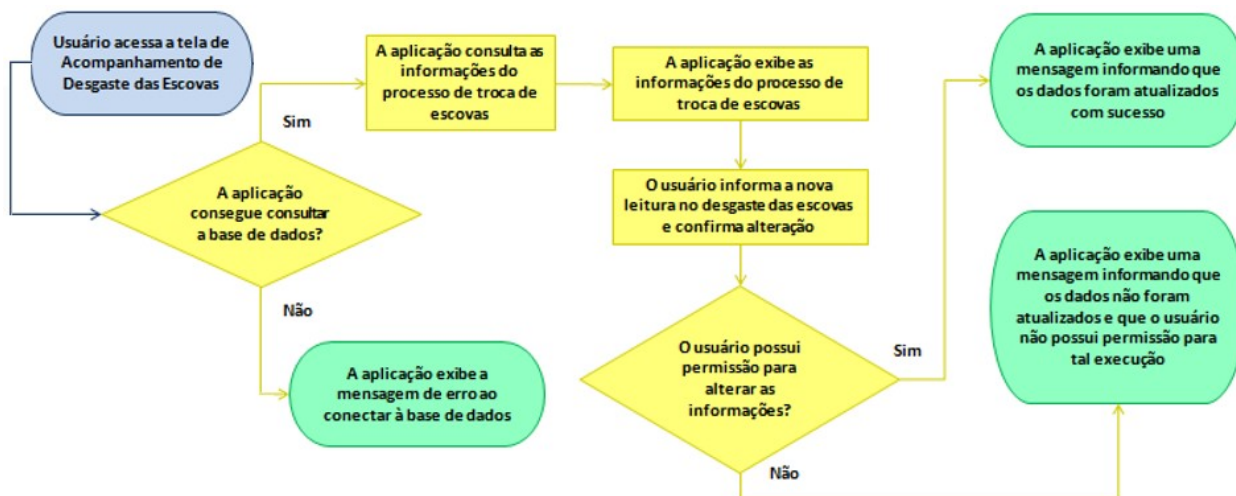 Usuário acessa a tela de
Acompanhamento de
Desgaste das Escovas
A aplicação
consegue consultar
a base de dados?
Sim
Não
A aplicação exibe a
mensagem de erro ao
conectar à base de dados
A aplicação consulta as
informações do
processo de troca de
escovas
A aplicação exibe as
informações do processo de
troca de escovas
O usuário informa a nova
leitura no desgaste das escovas
e confirma alteração
O usuário possui
permissão para
alterar as
informações?
Sim
Não
A aplicação exibe uma
mensagem informando que
os dados foram atualizados
com sucesso
A aplicação exibe uma
mensagem informando que
os dados não foram
atualizados e que o usuário
não possui permissão para
tal execução